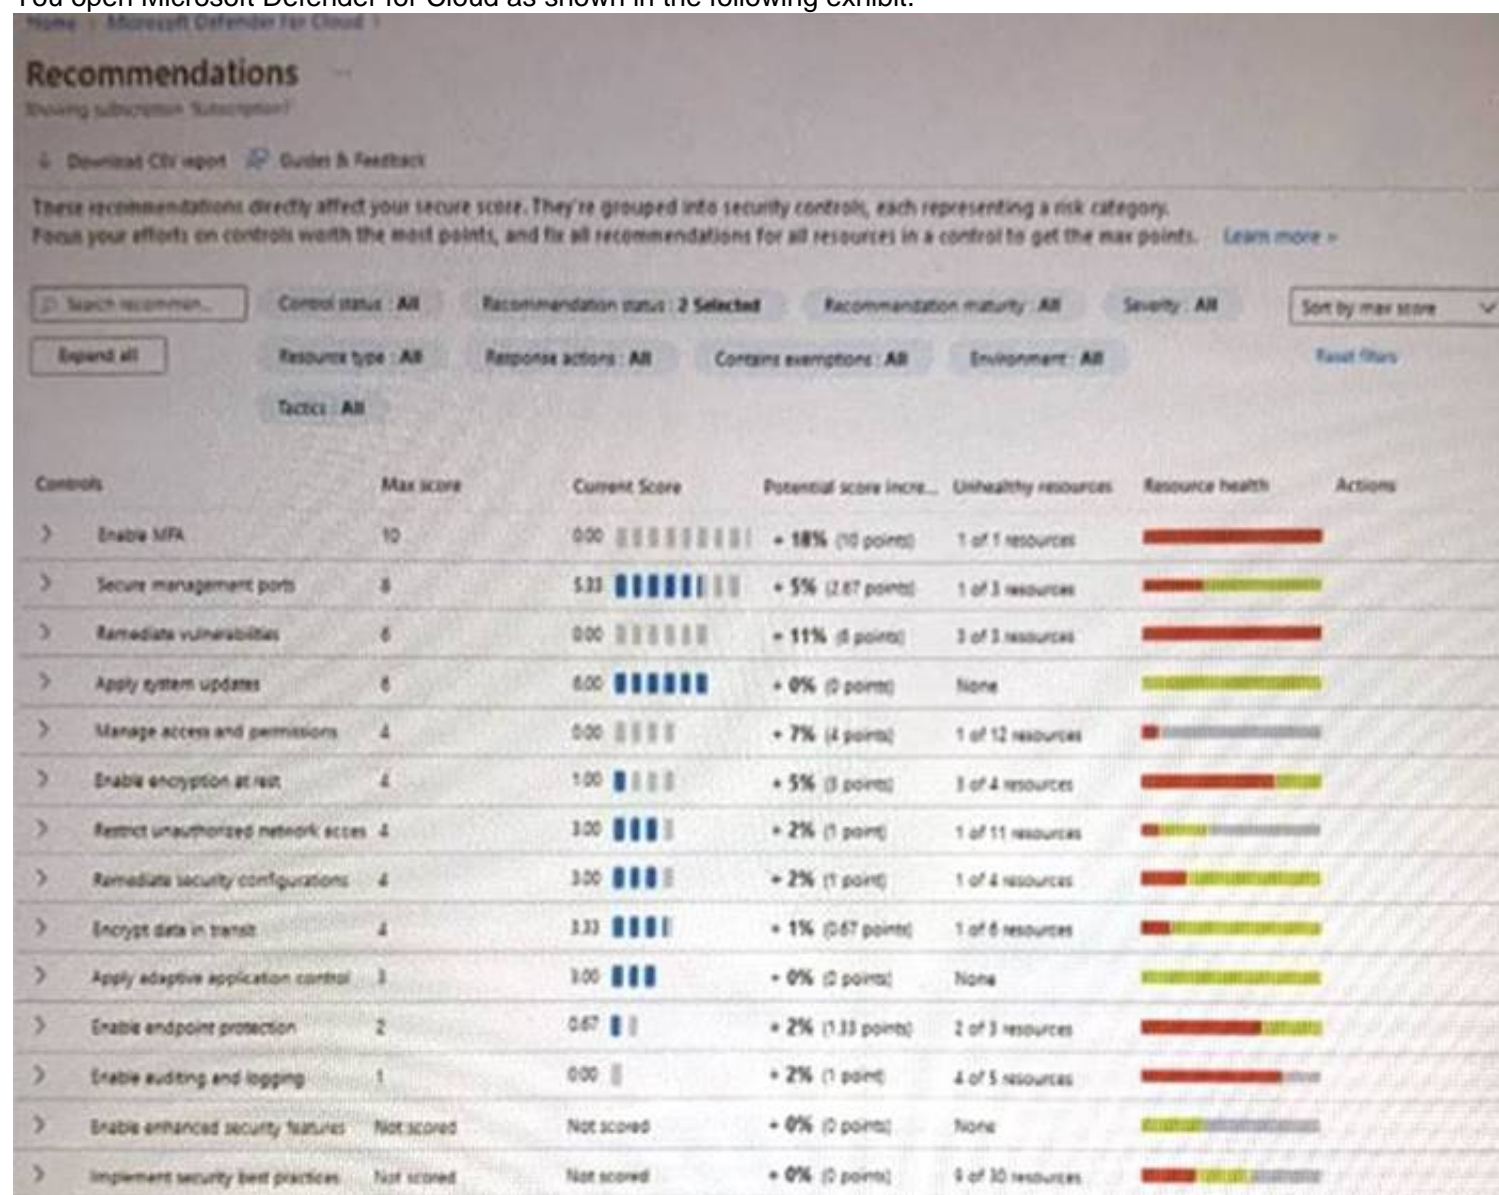 You open Microsoft Defender for Cloud as shown in the following exhibit.
Home > Microsoft Defender for Cloud >
Recommendations ...
Showing subscription 'Subscription1'
Download CSV report Guides & Feedback
These recommendations directly affect your secure score. They're grouped into security controls, each representing a risk category.
Focus your efforts on controls worth the most points, and fix all recommendations for all resources in a control to get the max points. Learn more >
Search recommen... Control status : All Recommendation status : 2 Selected Recommendation maturity : All Severity : All Sort by max score
Expand all Resource type : All Response actions : All Contains exemptions : All Environment : All Reset filters
Tactics : All
Controls Max score Current Score Potential score incre... Unhealthy resources Resource health Actions
> Enable MFA 10 0.00 + 18% (10 points) 1 of 1 resources
> Secure management ports 8 5.33 + 5% (2.67 points) 1 of 3 resources
> Remediate vulnerabilities 6 0.00 + 11% (6 points) 3 of 3 resources
> Apply system updates 6 6.00 + 0% (0 points) None
> Manage access and permissions 4 0.00 + 7% (4 points) 1 of 12 resources
> Enable encryption at rest 4 1.00 + 5% (3 points) 3 of 4 resources
> Restrict unauthorized network acces 4 3.00 + 2% (1 point) 1 of 11 resources
> Remediate security configurations 4 3.00 + 2% (1 point) 1 of 4 resources
> Encrypt data in transit 4 3.33 + 1% (0.67 points) 1 of 6 resources
> Apply adaptive application control 3 3.00 + 0% (0 points) None
> Enable endpoint protection 2 0.67 + 2% (1.33 points) 2 of 3 resources
> Enable auditing and logging 1 0.00 + 2% (1 point) 4 of 5 resources
> Enable enhanced security features Not scored Not scored + 0% (0 points) None
> Implement security best practices Not scored Not scored + 0% (0 points) 9 of 30 resources